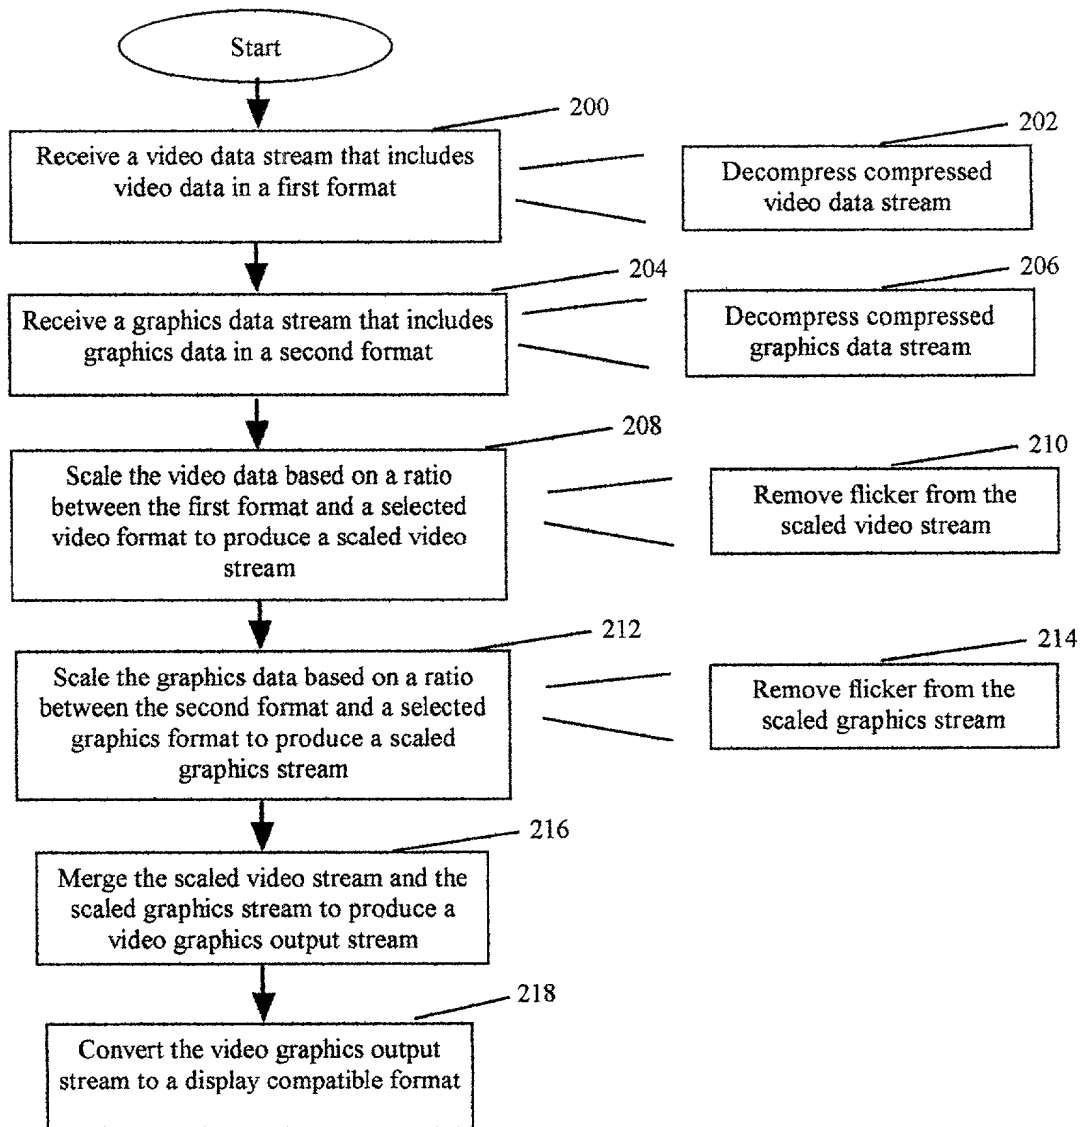 Start
200
Receive a video data stream that includes
video data in a first format
202
Decompress compressed
video data stream
204
Receive a graphics data stream that includes
graphics data in a second format
206
Decompress compressed
graphics data stream
208
Scale the video data based on a ratio
between the first format and a selected
video format to produce a scaled video
stream
210
Remove flicker from the
scaled video stream
212
Scale the graphics data based on a ratio
between the second format and a selected
graphics format to produce a scaled
graphics stream
214
Remove flicker from the
scaled graphics stream
216
Merge the scaled video stream and the
scaled graphics stream to produce a
video graphics output stream
218
Convert the video graphics output
stream to a display compatible format